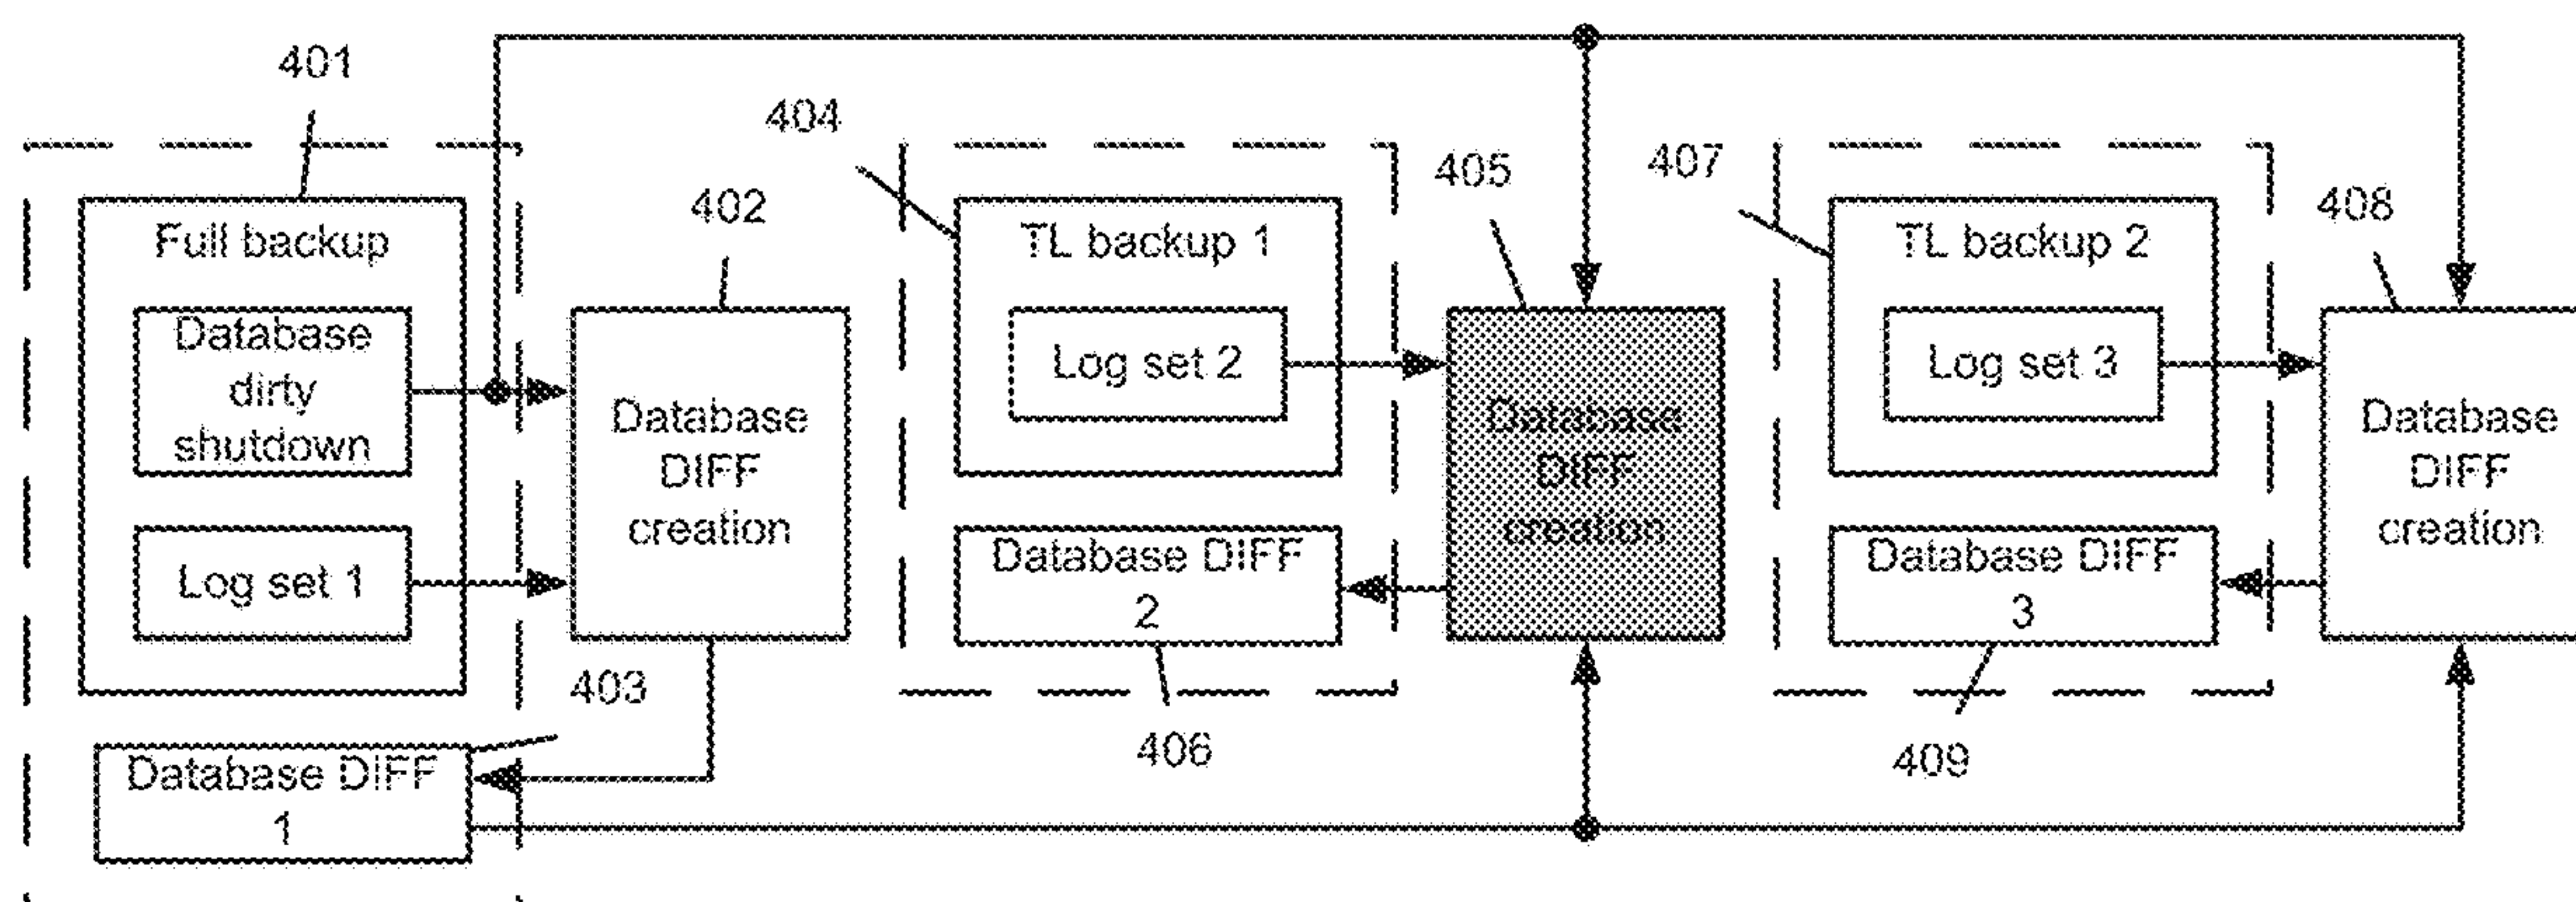 401
404
405
407
402
408
Full backup
TL backup 1
TL backup 2
Database
dirty
shutdown
Log set 2
Log set 3
Database
DIFF
creation
Database
DIFF
creation
Database
DIFF
creation
Log set 1
Database DIFF
2
Database DIFF
3
403
406
409
Database DIFF
1